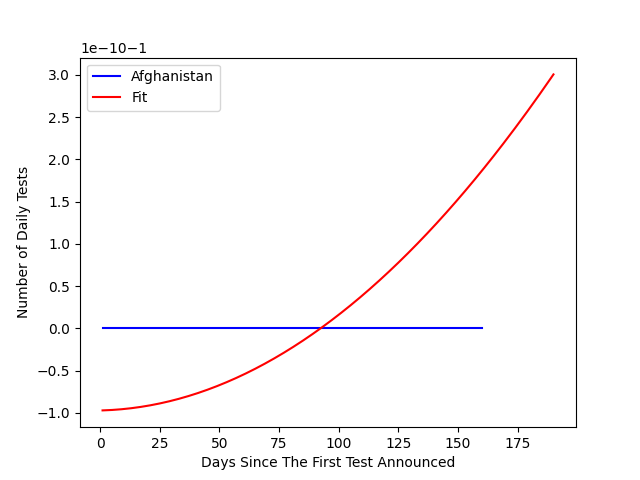 1e−10−1
Afghanistan
Fit
3.0
2.5
2.0
1.5
1.0
0.5
0.0
−0.5
−1.0
Number of Daily Tests
0 25 50 75 100 125 150 175
Days Since The First Test Announced